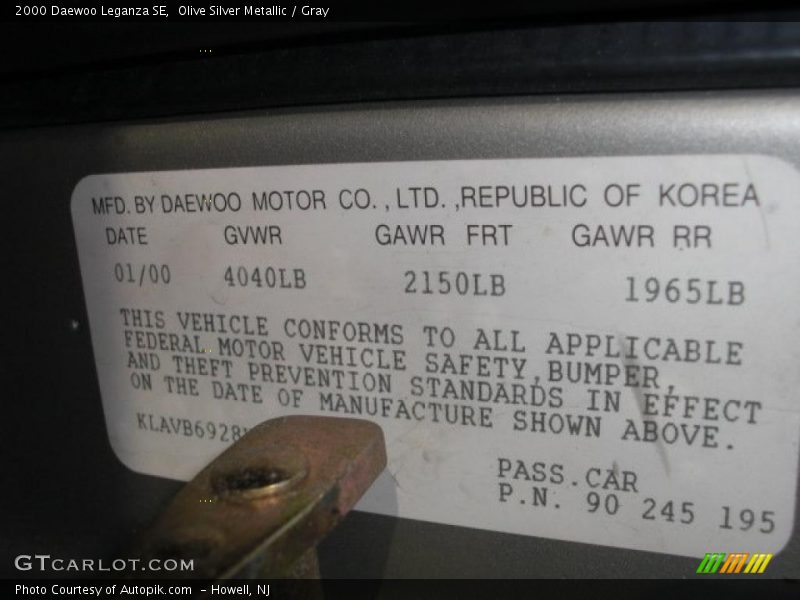 2000 Daewoo Leganza SE, Olive Silver Metallic / Gray
MFD. BY DAEWOO MOTOR CO. , LTD. ,REPUBLIC OF KOREA
DATE GVWR GAWR FRT GAWR RR
01/00 4040LB 2150LB 1965LB
THIS VEHICLE CONFORMS TO ALL APPLICABLE
FEDERAL MOTOR VEHICLE SAFETY,BUMPER,
AND THEFT PREVENTION STANDARDS IN EFFECT
ON THE DATE OF MANUFACTURE SHOWN ABOVE.
KLAVB6928
PASS.CAR
P.N. 90 245 195
GTCARLOT.COM
Photo Courtesy of Autopik.com - Howell, NJ